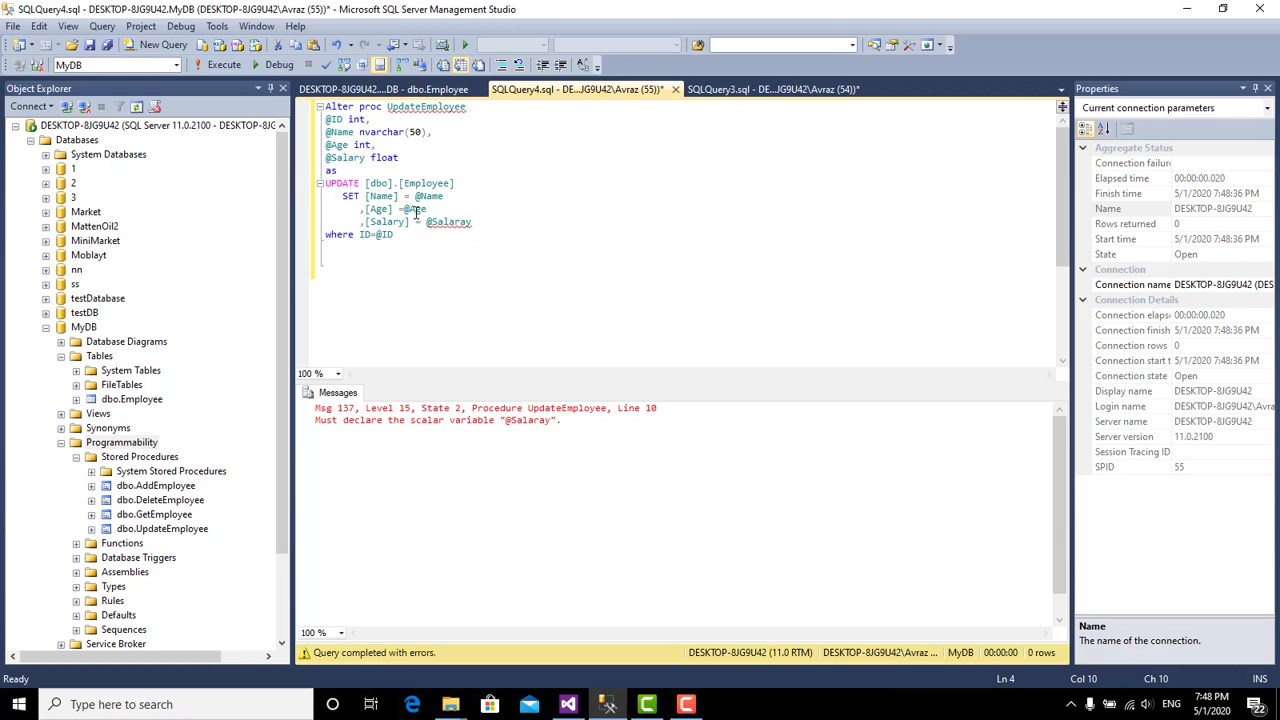 SQLQuery4.sql - DESKTOP-8JG9U42.MyDB (DESKTOP-8JG9U42\Avraz (55))* - Microsoft SQL Server Management Studio
File Edit View Query Project Debug Tools Window Help
New Query
MyDB Execute Debug
Object Explorer
Connect
DESKTOP-8JG9U42 (SQL Server 11.0.2100 - DESKTOP-8JG
Databases
System Databases
1
2
3
Market
MattenOil2
MiniMarket
Moblayt
nn
ss
testDatabase
testDB
MyDB
Database Diagrams
Tables
System Tables
FileTables
dbo.Employee
Views
Synonyms
Programmability
Stored Procedures
System Stored Procedures
dbo.AddEmployee
dbo.DeleteEmployee
dbo.GetEmployee
dbo.UpdateEmployee
Functions
Database Triggers
Assemblies
Types
Rules
Defaults
Sequences
Service Broker
DESKTOP-8JG9U42....DB - dbo.Employee SQLQuery4.sql - DE...JG9U42\Avraz (55))* SQLQuery3.sql - DE...JG9U42\Avraz (54))*
Alter proc UpdateEmployee
@ID int,
@Name nvarchar(50),
@Age int,
@Salary float
as
UPDATE [dbo].[Employee]
SET [Name] = @Name
,[Age] =@Age
,[Salary] = @Salaray
where ID=@ID
100 %
Messages
Msg 137, Level 15, State 2, Procedure UpdateEmployee, Line 10
Must declare the scalar variable "@Salaray".
100 %
Query completed with errors. DESKTOP-8JG9U42 (11.0 RTM) DESKTOP-8JG9U42\Avraz ... MyDB 00:00:00 0 rows
Properties
Current connection parameters
Aggregate Status
Connection failure
Elapsed time 00:00:00.020
Finish time 5/1/2020 7:48:36 PM
Name DESKTOP-8JG9U42
Rows returned 0
Start time 5/1/2020 7:48:36 PM
State Open
Connection
Connection name DESKTOP-8JG9U42 (DES
Connection Details
Connection elaps 00:00:00.020
Connection finish 5/1/2020 7:48:36 PM
Connection rows 0
Connection start t 5/1/2020 7:48:36 PM
Connection state Open
Display name DESKTOP-8JG9U42
Login name DESKTOP-8JG9U42\Avra
Server name DESKTOP-8JG9U42
Server version 11.0.2100
Session Tracing ID
SPID 55
Name
The name of the connection.
Ready Ln 4 Col 10 Ch 10 INS
Type here to search
ENG
7:48 PM
5/1/2020
22